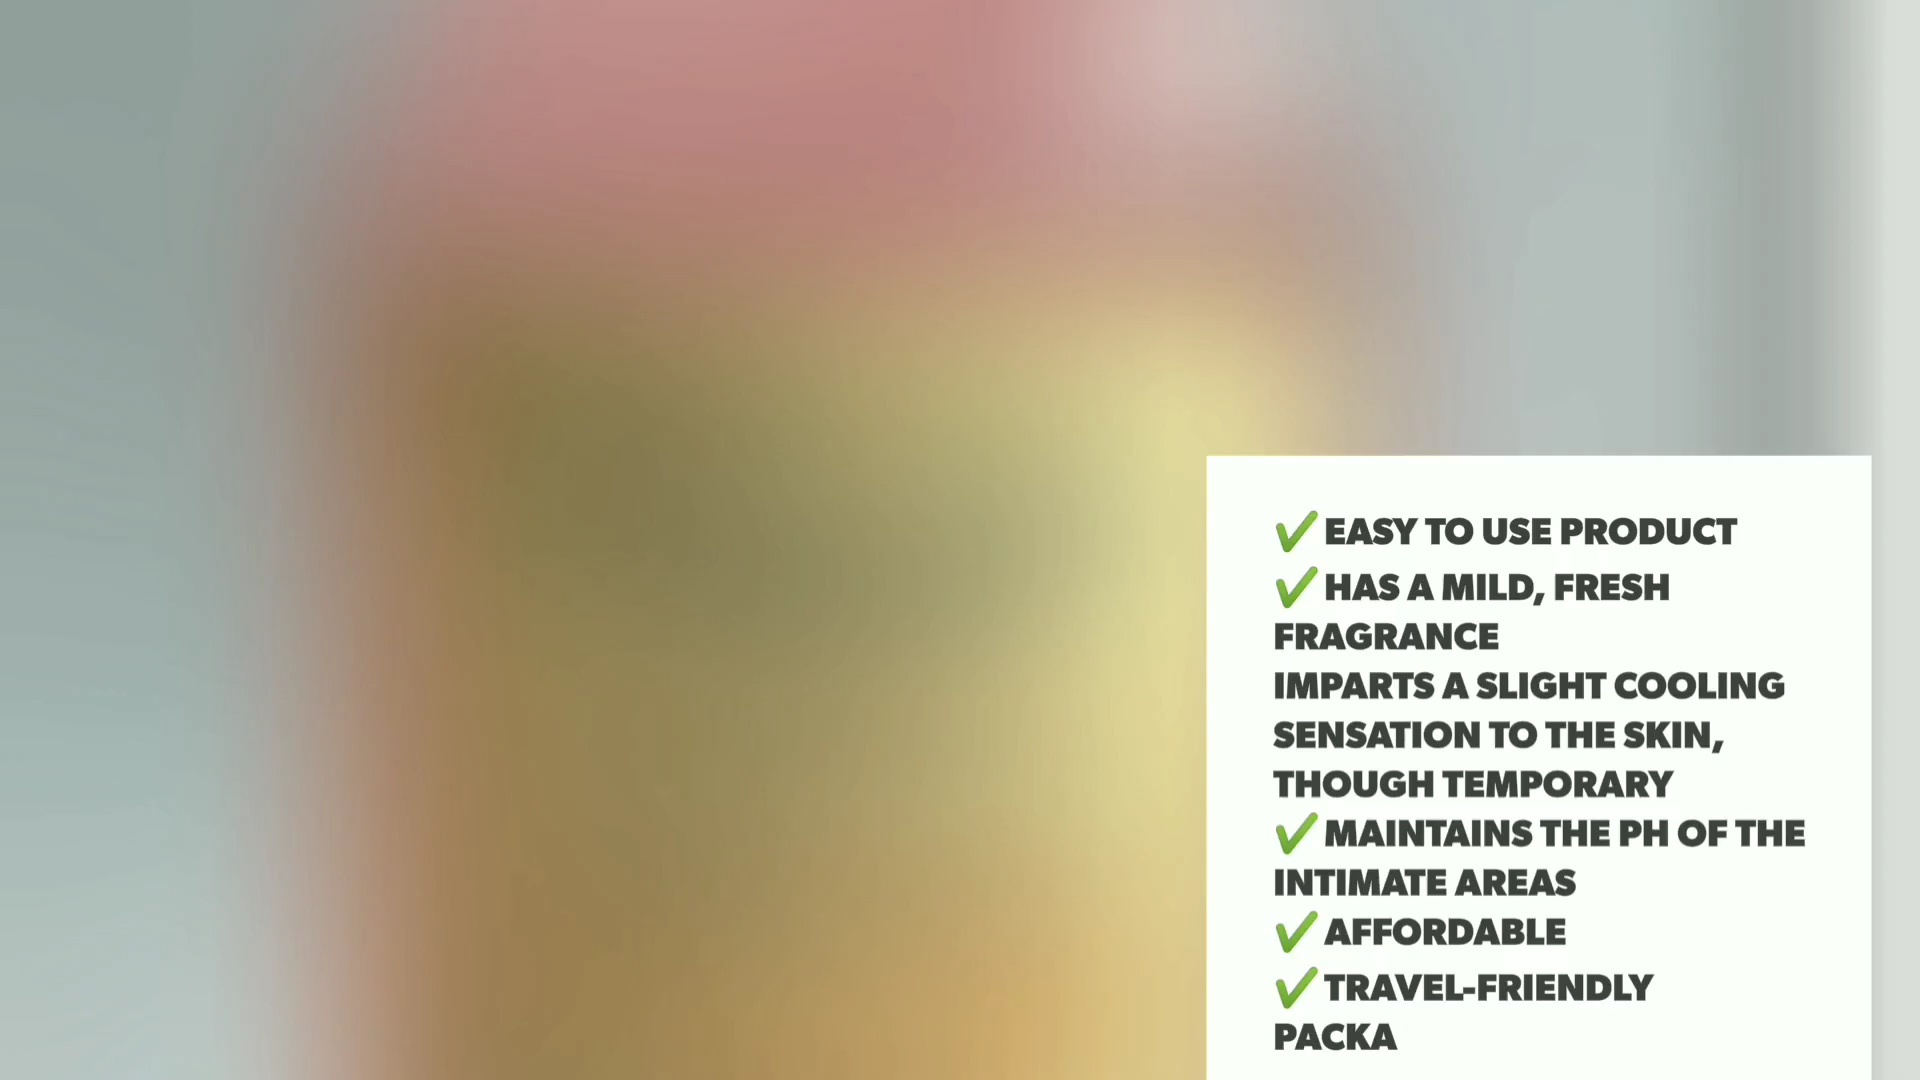 ✔EASY TO USE PRODUCT
✔HAS A MILD, FRESH
FRAGRANCE
IMPARTS A SLIGHT COOLING
SENSATION TO THE SKIN,
THOUGH TEMPORARY
✔MAINTAINS THE PH OF THE
INTIMATE AREAS
✔AFFORDABLE
✔TRAVEL-FRIENDLY
PACKA